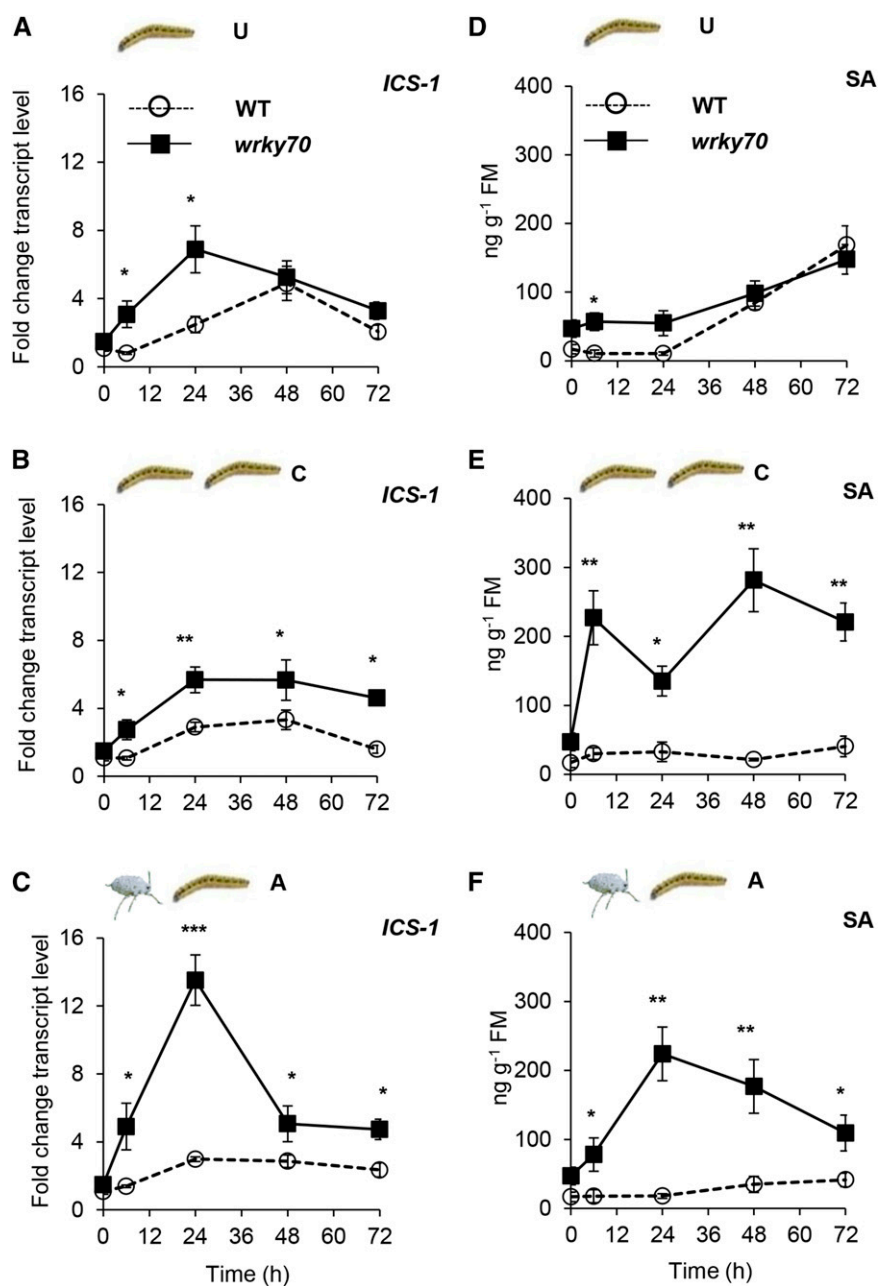 A
U
ICS-1
Fold change transcript level
16
12
8
4
0
WT
wrky70
*
*
0 12 24 36 48 60 72
D
U
SA
ng g⁻¹ FM
400
300
200
100
0
WT
wrky70
*
0 12 24 36 48 60 72
B
C
ICS-1
Fold change transcript level
16
12
8
4
0
*
**
*
*
0 12 24 36 48 60 72
E
C
SA
ng g⁻¹ FM
400
300
200
100
0
**
*
**
**
0 12 24 36 48 60 72
C
A
ICS-1
Fold change transcript level
16
12
8
4
0
*
***
*
*
0 12 24 36 48 60 72
Time (h)
F
A
SA
ng g⁻¹ FM
400
300
200
100
0
*
**
**
*
0 12 24 36 48 60 72
Time (h)